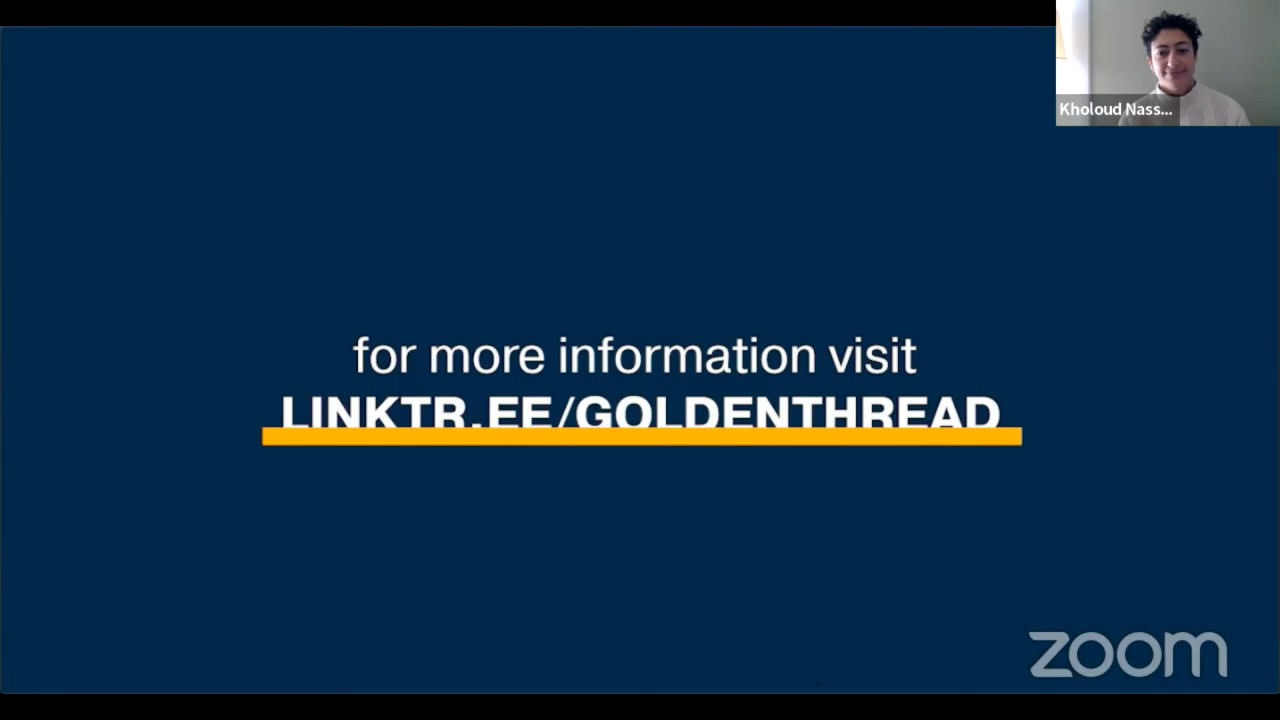 Kholoud Nass...
for more information visit
LINKTR.EE/GOLDENTHREAD
zoom